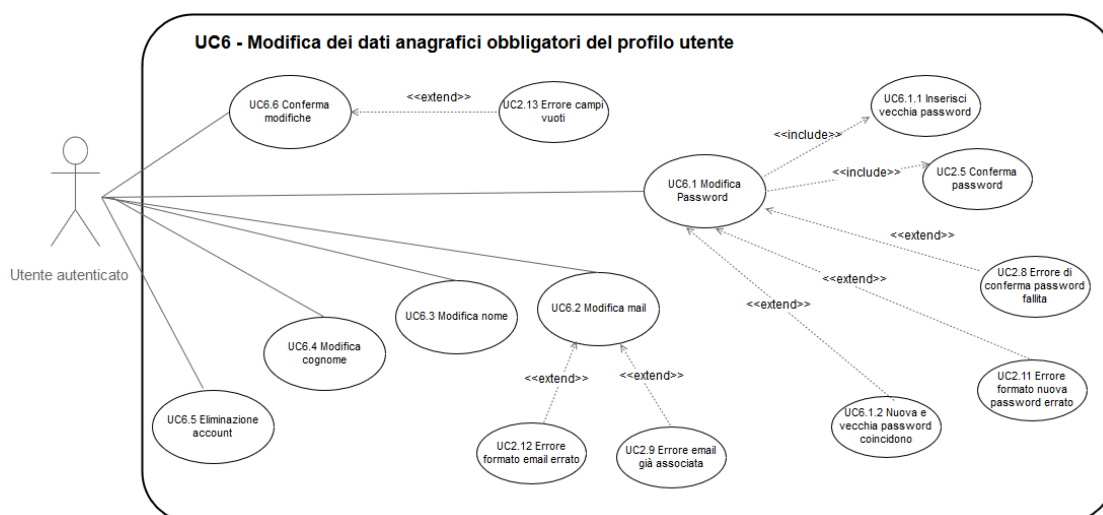 UC6 - Modifica dei dati anagrafici obbligatori del profilo utente
UC6.6 Conferma
modifiche
<<extend>>
UC2.13 Errore campi
vuoti
UC6.1.1 Inserisci
vecchia password
<<include>>
UC6.1 Modifica
Password
<<include>>
UC2.5 Conferma
password
Utente autenticato
<<extend>>
UC2.8 Errore di
conferma password
fallita
<<extend>>
<<extend>>
UC6.3 Modifica nome
UC6.2 Modifica mail
UC6.4 Modifica
cognome
<<extend>>
<<extend>>
UC2.11 Errore
formato nuova
password errato
UC6.5 Eliminazione
account
UC2.12 Errore
formato email errato
UC2.9 Errore email
già associata
UC6.1.2 Nuova e
vecchia password
coincidono